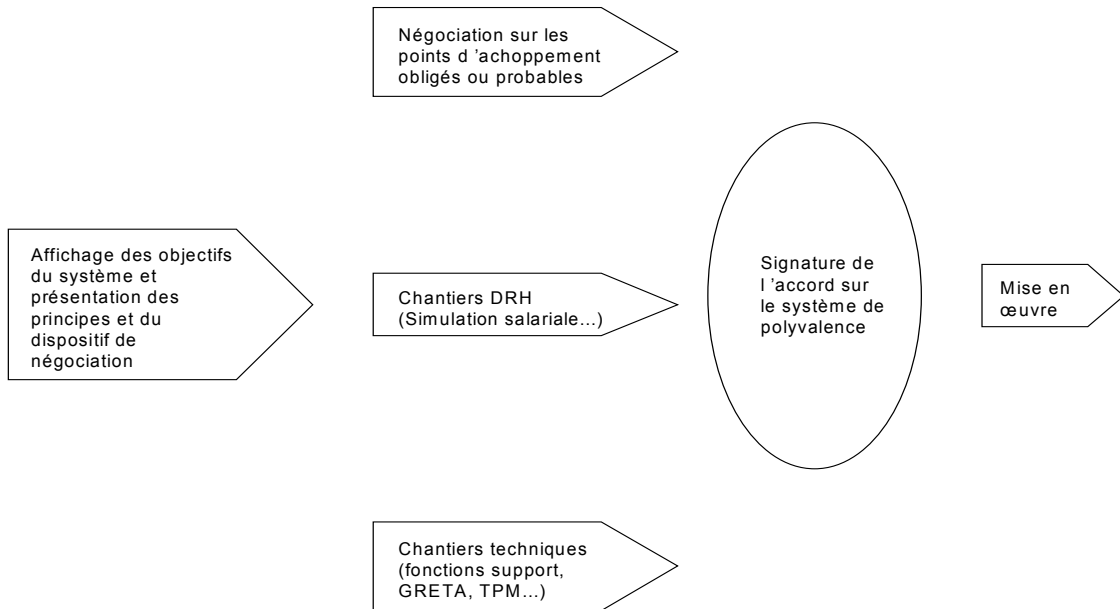 Négociation sur les
points d ’achoppement
obligés ou probables
Affichage des objectifs
du système et
présentation des
principes et du
dispositif de
négociation
Chantiers DRH
(Simulation salariale...)
Signature de
l ’accord sur
le système de
polyvalence
Mise en
œuvre
Chantiers techniques
(fonctions support,
GRETA, TPM...)